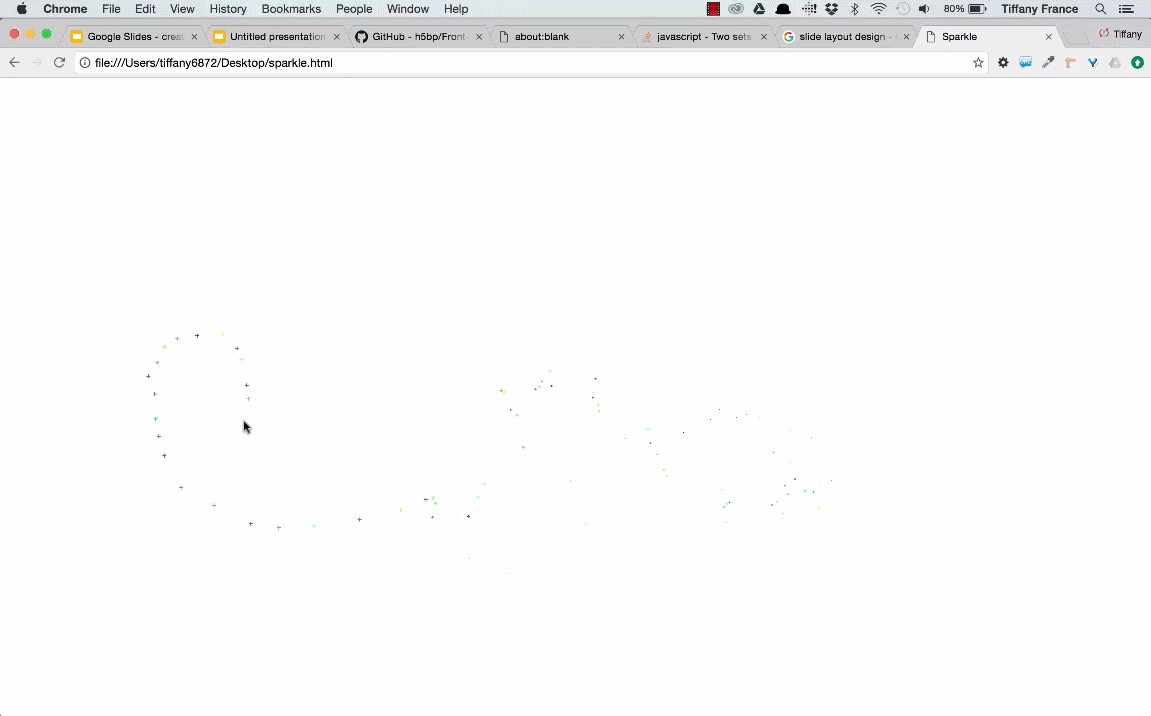 Chrome File Edit View History Bookmarks People Window Help 80% Tiffany France
Google Slides - creat Untitled presentation GitHub - h5bp/Front- about:blank javascript - Two sets slide layout design - Sparkle Tiffany
file:///Users/tiffany6872/Desktop/sparkle.html